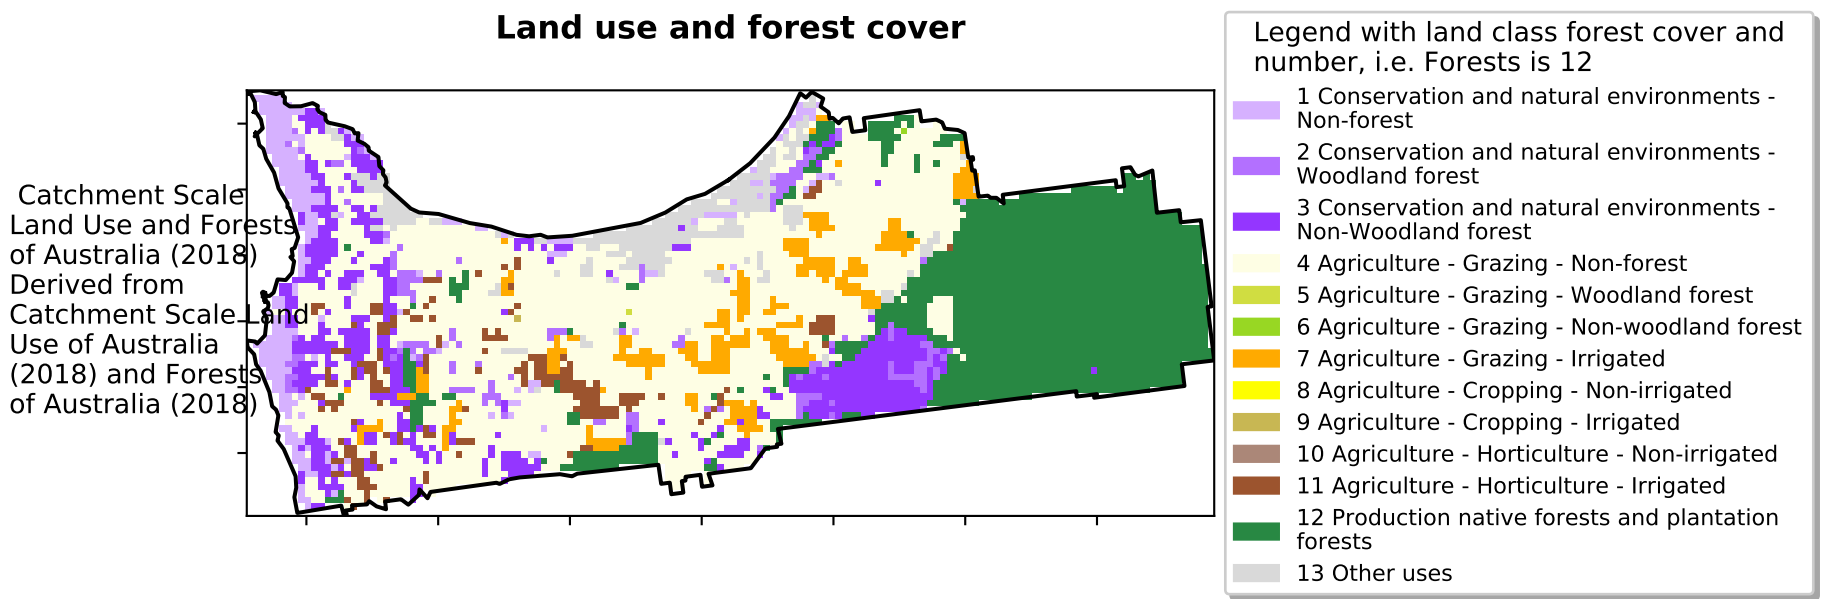 Land use and forest cover
Catchment Scale
Land Use and Forests
of Australia (2018)
Derived from
Catchment Scale Land
Use of Australia
(2018) and Forests
of Australia (2018)
Legend with land class forest cover and
number, i.e. Forests is 12
1 Conservation and natural environments -
Non-forest
2 Conservation and natural environments -
Woodland forest
3 Conservation and natural environments -
Non-Woodland forest
4 Agriculture - Grazing - Non-forest
5 Agriculture - Grazing - Woodland forest
6 Agriculture - Grazing - Non-woodland forest
7 Agriculture - Grazing - Irrigated
8 Agriculture - Cropping - Non-irrigated
9 Agriculture - Cropping - Irrigated
10 Agriculture - Horticulture - Non-irrigated
11 Agriculture - Horticulture - Irrigated
12 Production native forests and plantation
forests
13 Other uses